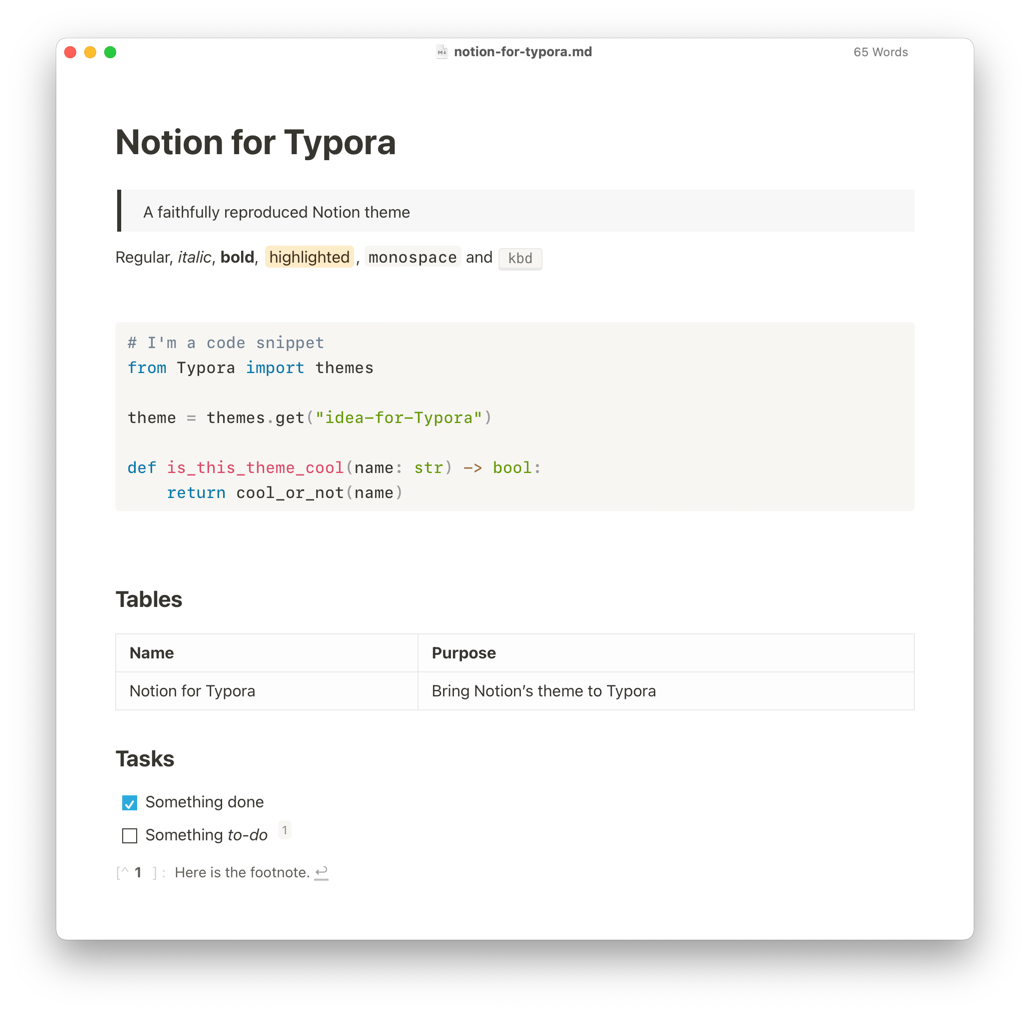 notion-for-typora.md
65 Words
Notion for Typora
A faithfully reproduced Notion theme
Regular, italic, bold, highlighted, monospace and kbd
# I'm a code snippet
from Typora import themes
theme = themes.get("idea-for-Typora")
def is_this_theme_cool(name: str) -> bool:
    return cool_or_not(name)
Tables
Name Purpose
Notion for Typora Bring Notion’s theme to Typora
Tasks
Something done
Something to-do 1
[^ 1 ] : Here is the footnote. ↩